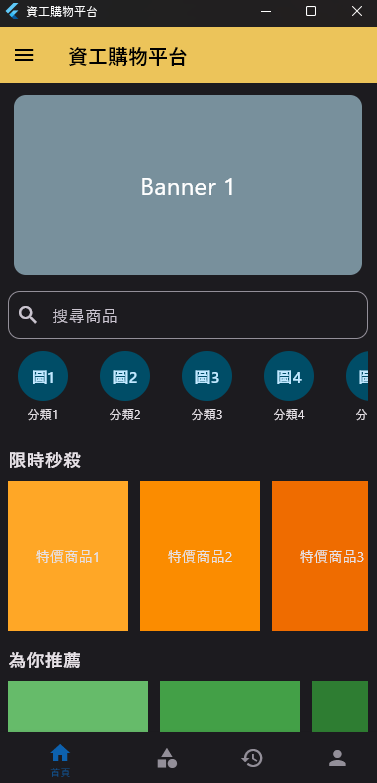 資工購物平台
資工購物平台
Banner 1
搜尋商品
圖1 圖2 圖3 圖4
分類1 分類2 分類3 分類4
限時秒殺
特價商品1 特價商品2 特價商品3
為你推薦
首頁